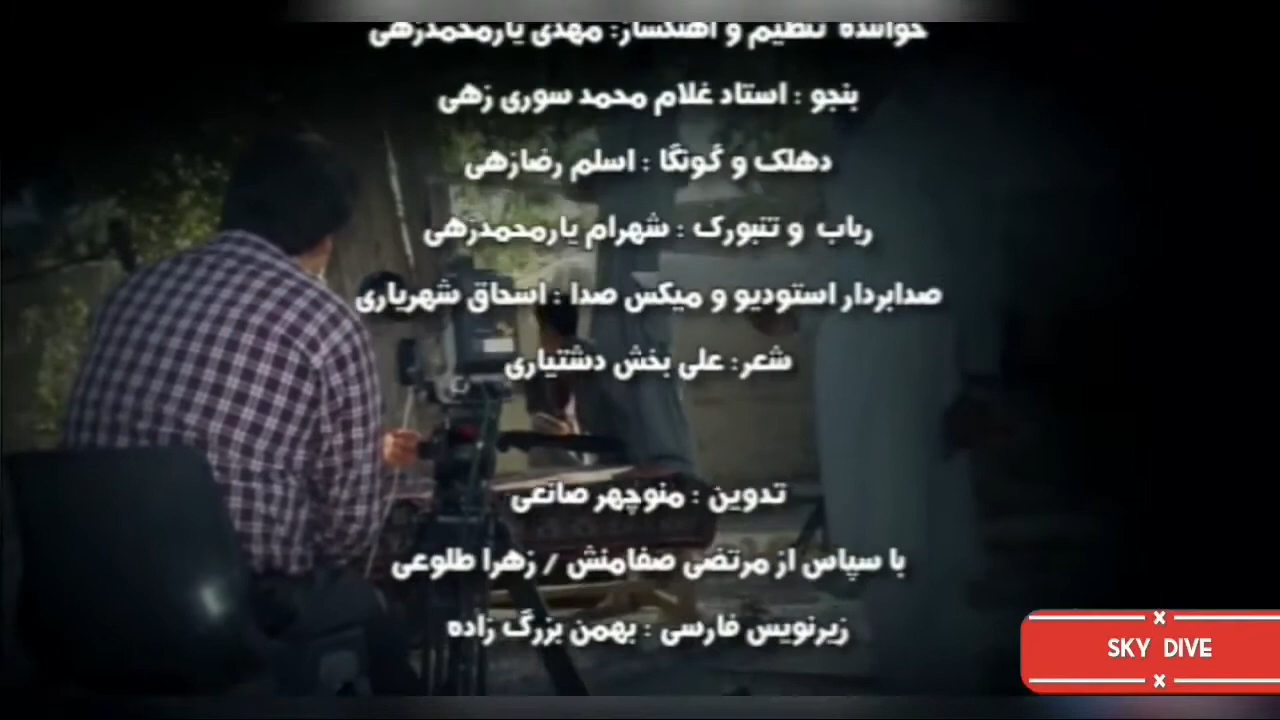 خواننده تنظیم و آهنگساز: مهدی یارمحمدزهی
بنجو : استاد غلام محمد سوری زهی
دهلک و گونگا : اسلم رضازهی
رباب و تنبورک : شهرام یارمحمدزهی
صدابردار استودیو و میکس صدا : اسحاق شهریاری
شعر: علی بخش دشتیاری
تدوین : منوچهر صانعی
با سپاس از مرتضی صفامنش / زهرا طلوعی
زیرنویس فارسی : بهمن بزرگ زاده
SKY DIVE